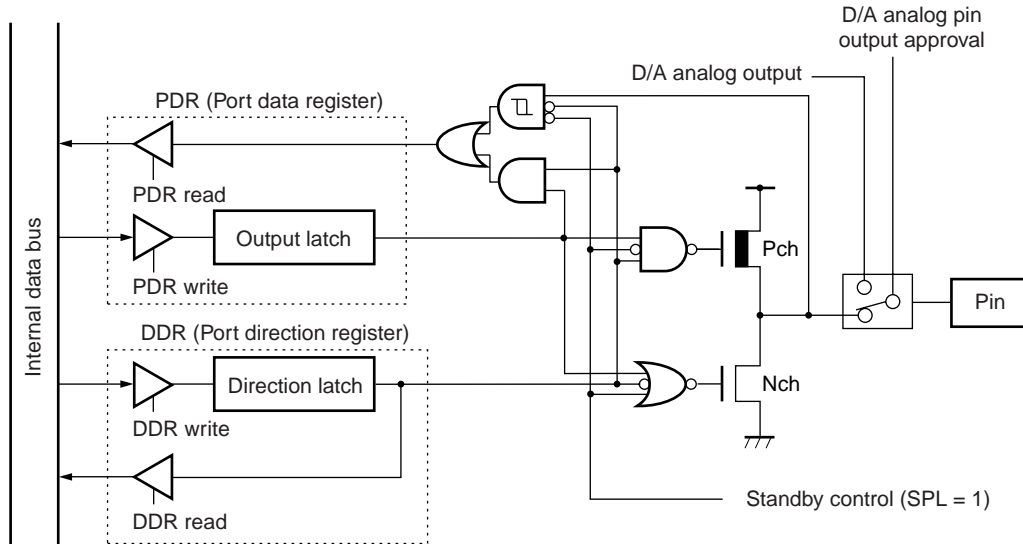 D/A analog pin
output approval
D/A analog output
PDR (Port data register)
PDR read
Output latch
PDR write
Internal data bus
Pch
Pin
DDR (Port direction register)
Direction latch
Nch
DDR write
DDR read
Standby control (SPL = 1)